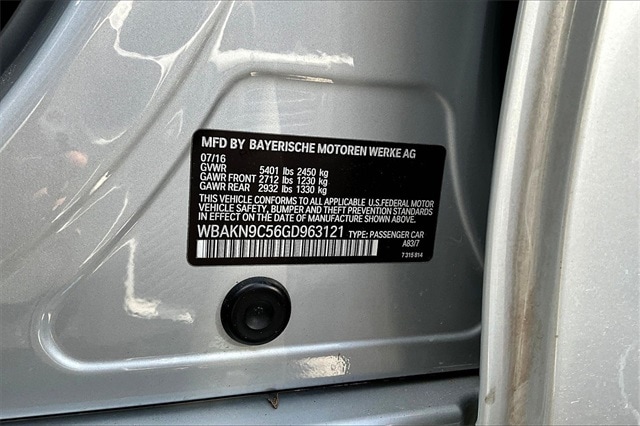 MFD BY BAYERISCHE MOTOREN WERKE AG
07/16
GVWR 5401 lbs 2450 kg
GAWR FRONT 2712 lbs 1230 kg
GAWR REAR 2932 lbs 1330 kg
THIS VEHICLE CONFORMS TO ALL APPLICABLE U.S.FEDERAL MOTOR
VEHICLE SAFETY, BUMPER, AND THEFT PREVENTION STANDARDS
IN EFFECT ON THE DATE OF MANUFACTURE SHOWN ABOVE.
WBAKN9C56GD963121 TYPE: PASSENGER CAR
A83/7
7 315 814